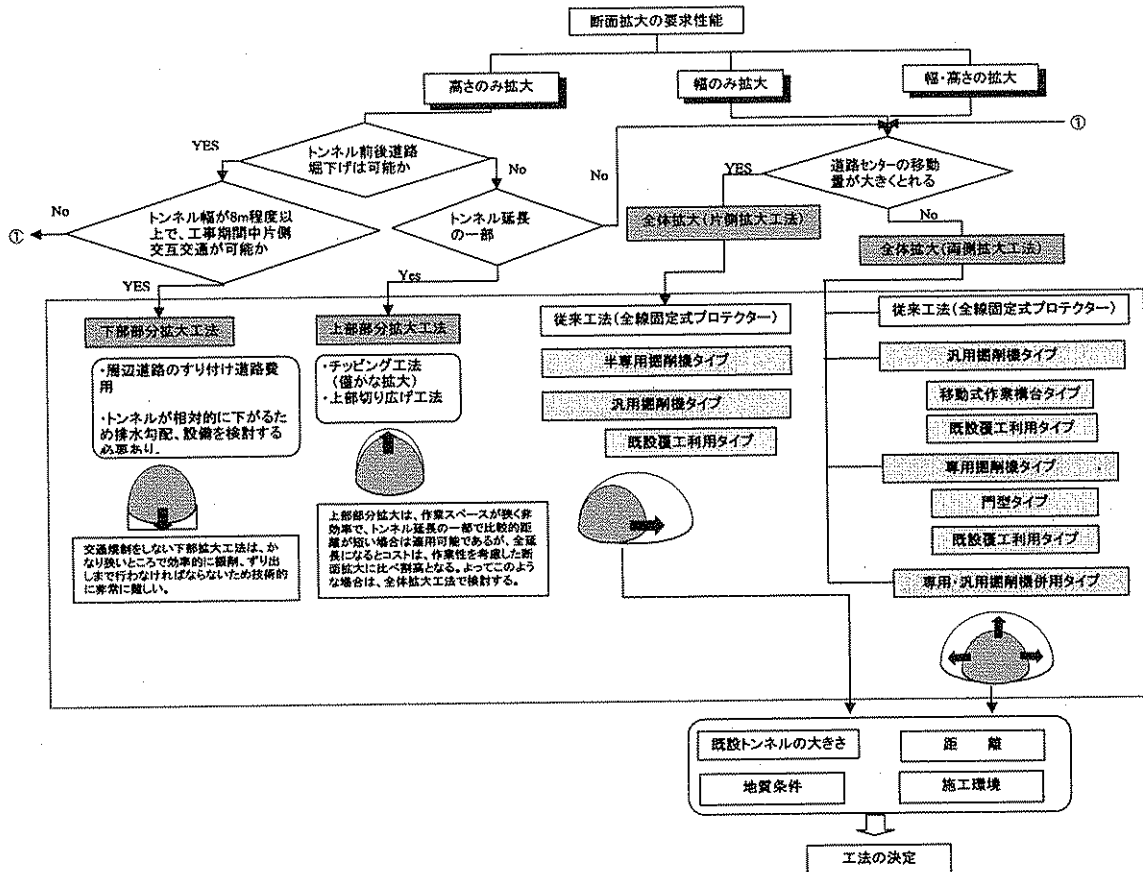 断面拡大の要求性能
高さのみ拡大
幅のみ拡大
幅・高さの拡大
①
YES
トンネル前後道路
堀下げは可能か
No
No
YES
道路センターの移動
量が大きくとれる
No
①
No
トンネル幅が8m程度以
上で、工事期間中片側
交互交通が可能か
トンネル延長
の一部
全体拡大(片側拡大工法)
全体拡大(両側拡大工法)
YES
Yes
下部部分拡大工法
・周辺道路のすり付け道路費
用
・トンネルが相対的に下がるた
め排水勾配、設備を検討する
必要あり。
交通規制をしない下部拡大工法は、か
なり狭いところで効率的に掘削、ずり出
しまで行わなければならないため技術的
に非常に難しい。
上部部分拡大工法
・チッピング工法
(僅かな拡大)
・上部切り広げ工法
上部部分拡大は、作業スペースが狭く非
効率で、トンネル延長の一部で比較的距
離が短い場合は適用可能であるが、全延
長になるとコストは、作業性を考慮した断
面拡大に比べ割高となる。よってこのよう
な場合は、全体拡大工法で検討する。
従来工法(全線固定式プロテクター)
半専用掘削機タイプ
汎用掘削機タイプ
既設覆工利用タイプ
従来工法(全線固定式プロテクター)
汎用掘削機タイプ
移動式作業構台タイプ
既設覆工利用タイプ
専用掘削機タイプ
門型タイプ
既設覆工利用タイプ
専用・汎用掘削機併用タイプ
既設トンネルの大きさ
距 離
地質条件
施工環境
工法の決定